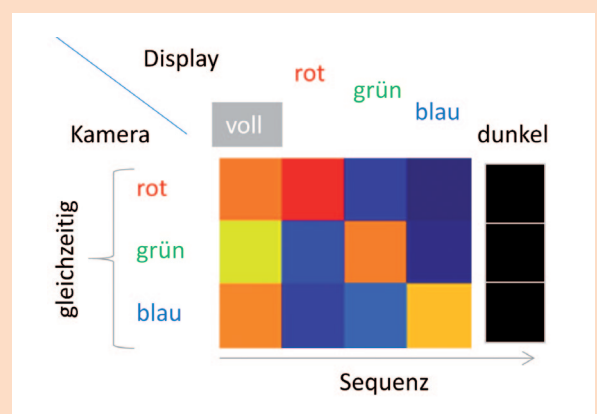 Display
rot
grün
blau
voll
Kamera
dunkel
gleichzeitig
rot
grün
blau
Sequenz